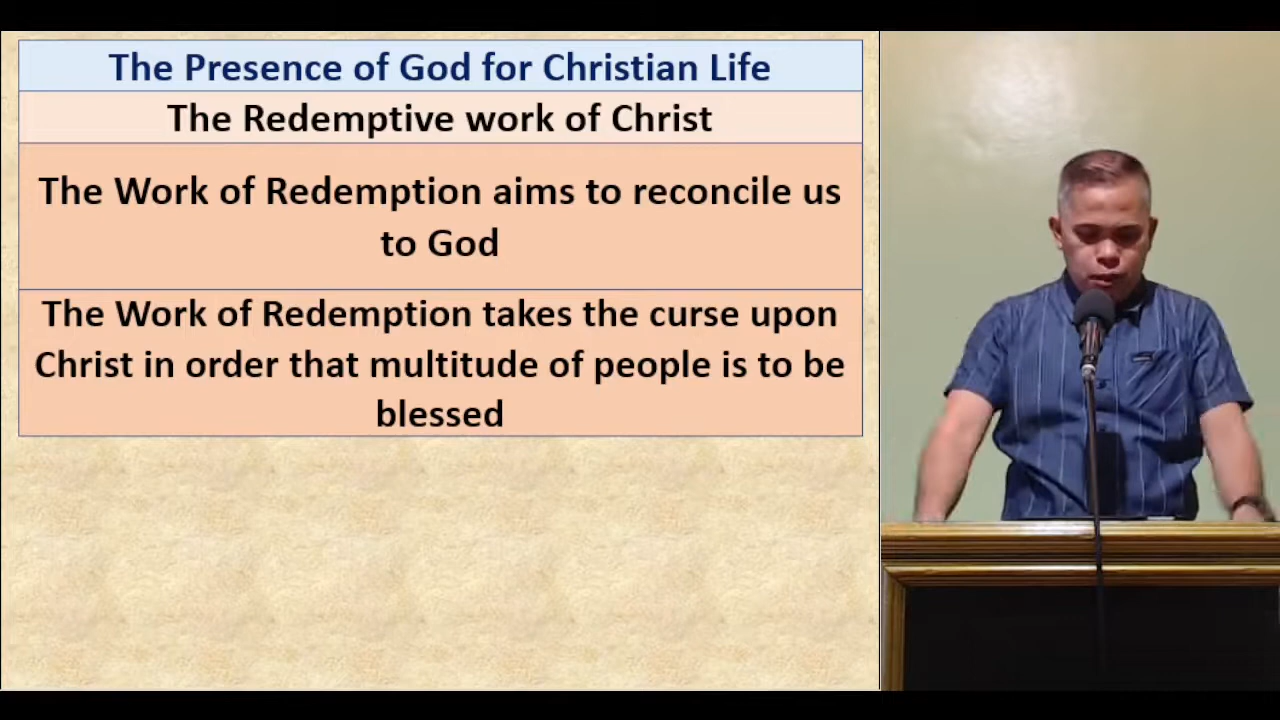 The Presence of God for Christian Life
The Redemptive work of Christ
The Work of Redemption aims to reconcile us
to God
The Work of Redemption takes the curse upon
Christ in order that multitude of people is to be
blessed